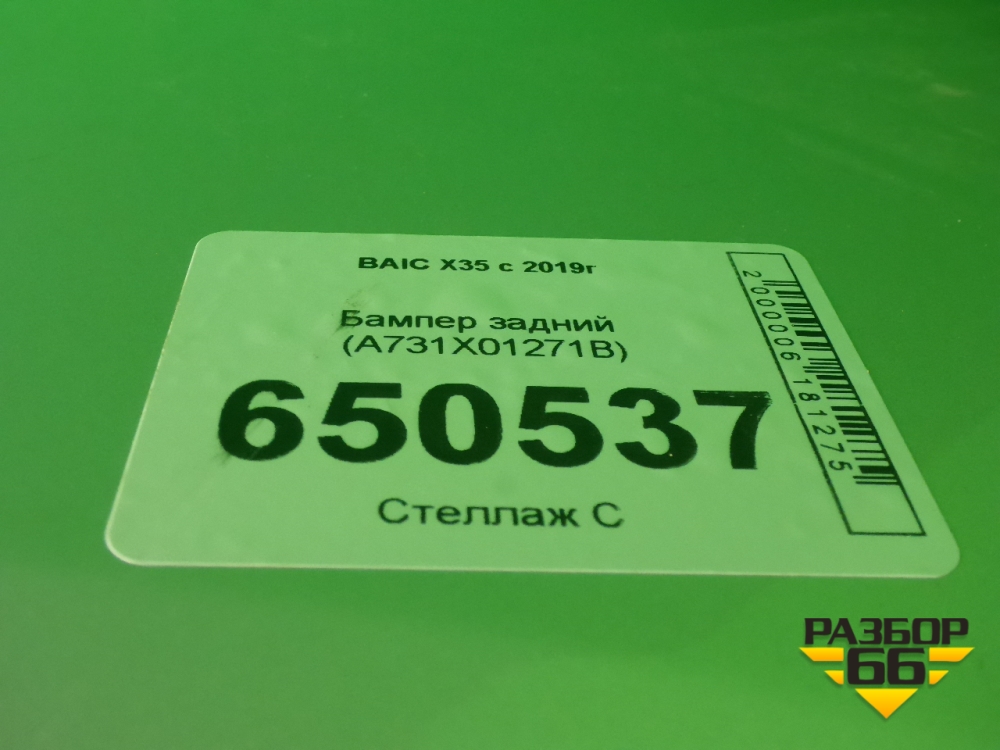 BAIC X35 с 2019г
Бампер задний
(A731X01271B)
650537
Стеллаж С
2000006181275
РАЗБОР
66